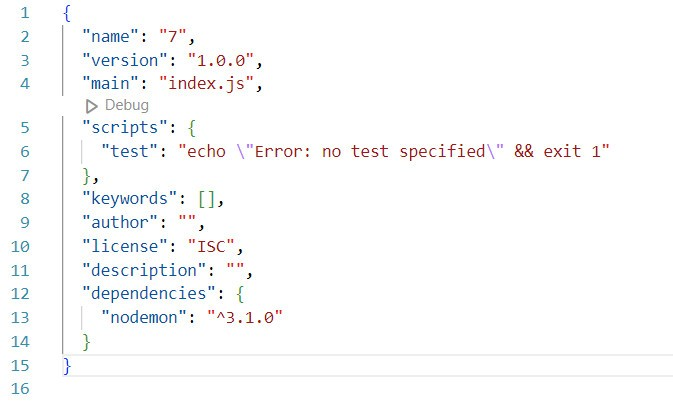 1 {
2 "name": "7",
3 "version": "1.0.0",
4 "main": "index.js",
Debug
5 "scripts": {
6 "test": "echo \"Error: no test specified\" && exit 1"
7 },
8 "keywords": [],
9 "author": "",
10 "license": "ISC",
11 "description": "",
12 "dependencies": {
13 "nodemon": "^3.1.0"
14 }
15 }
16